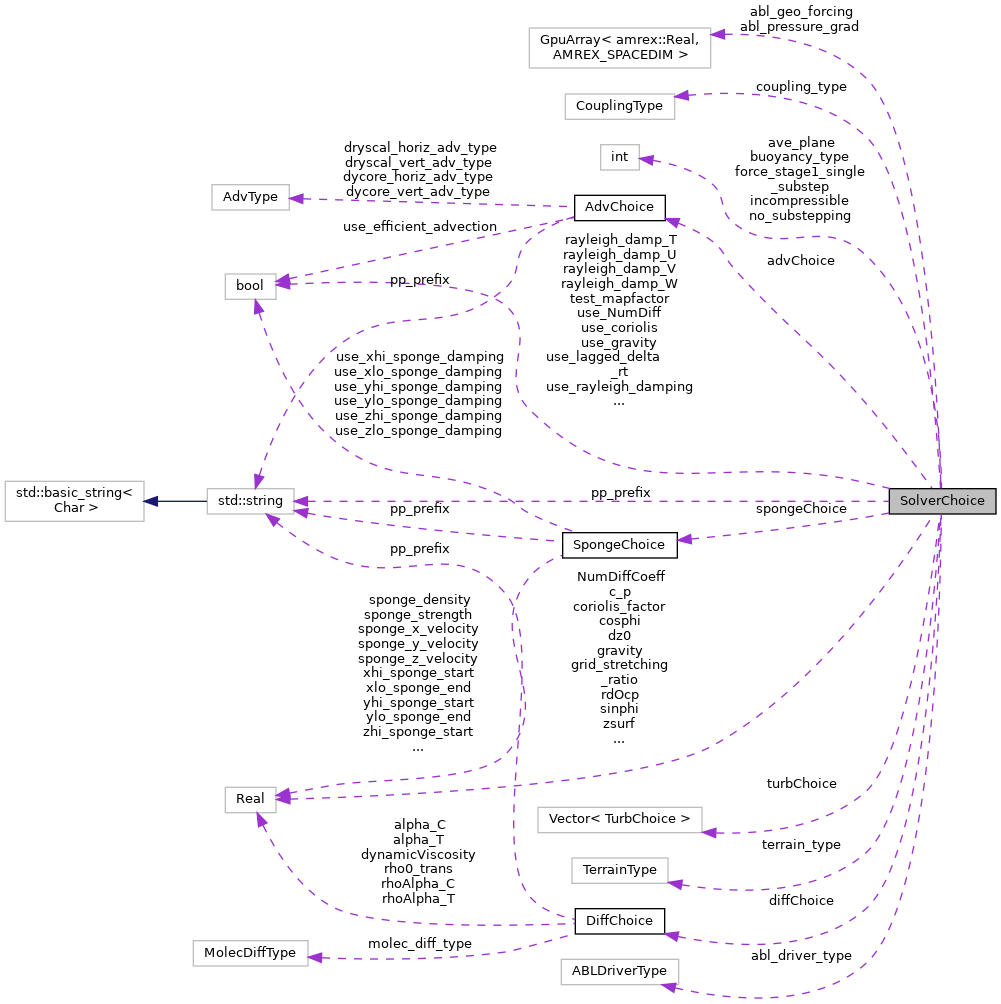 abl_geo_forcing
abl_pressure_grad
GpuArray< amrex::Real,
AMREX_SPACEDIM >
coupling_type
CouplingType
ave_plane
buoyancy_type
force_stage1_single
_substep
incompressible
no_substepping
int
dryscal_horiz_adv_type
dryscal_vert_adv_type
dycore_horiz_adv_type
dycore_vert_adv_type
AdvType
AdvChoice
use_efficient_advection
advChoice
rayleigh_damp_T
rayleigh_damp_U
rayleigh_damp_V
rayleigh_damp_W
test_mapfactor
use_NumDiff
use_coriolis
use_gravity
use_lagged_delta
_rt
use_rayleigh_damping
...
pp_prefix
bool
use_xhi_sponge_damping
use_xlo_sponge_damping
use_yhi_sponge_damping
use_ylo_sponge_damping
use_zhi_sponge_damping
use_zlo_sponge_damping
std::basic_string<
Char >
std::string
pp_prefix
SolverChoice
pp_prefix
spongeChoice
SpongeChoice
pp_prefix
NumDiffCoeff
c_p
coriolis_factor
cosphi
dz0
gravity
grid_stretching
_ratio
rdOcp
sinphi
zsurf
...
sponge_density
sponge_strength
sponge_x_velocity
sponge_y_velocity
sponge_z_velocity
xhi_sponge_start
xlo_sponge_end
yhi_sponge_start
ylo_sponge_end
zhi_sponge_start
...
Real
turbChoice
Vector< TurbChoice >
alpha_C
alpha_T
dynamicViscosity
rho0_trans
rhoAlpha_C
rhoAlpha_T
terrain_type
TerrainType
diffChoice
DiffChoice
molec_diff_type
MolecDiffType
abl_driver_type
ABLDriverType